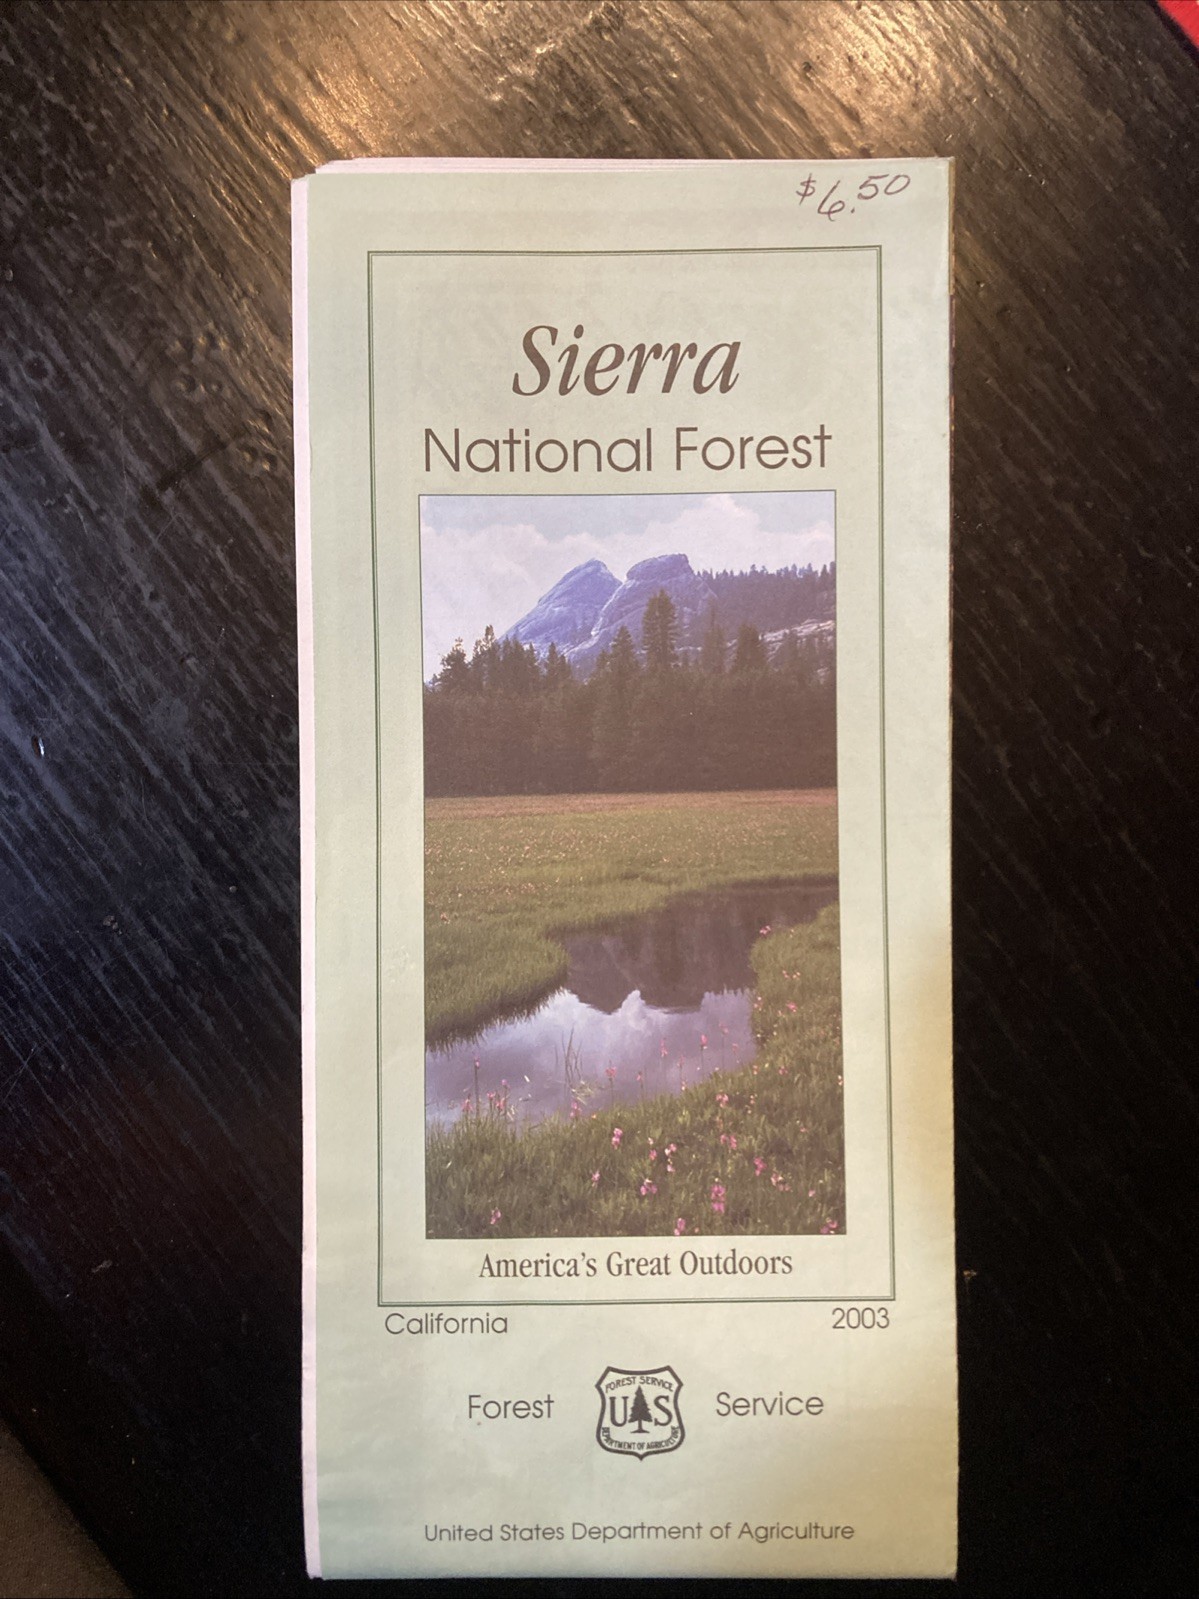 $6.50
Sierra
National Forest
America's Great Outdoors
California 2003
Forest Service
FOREST SERVICE
U S
DEPARTMENT OF AGRICULTURE
United States Department of Agriculture